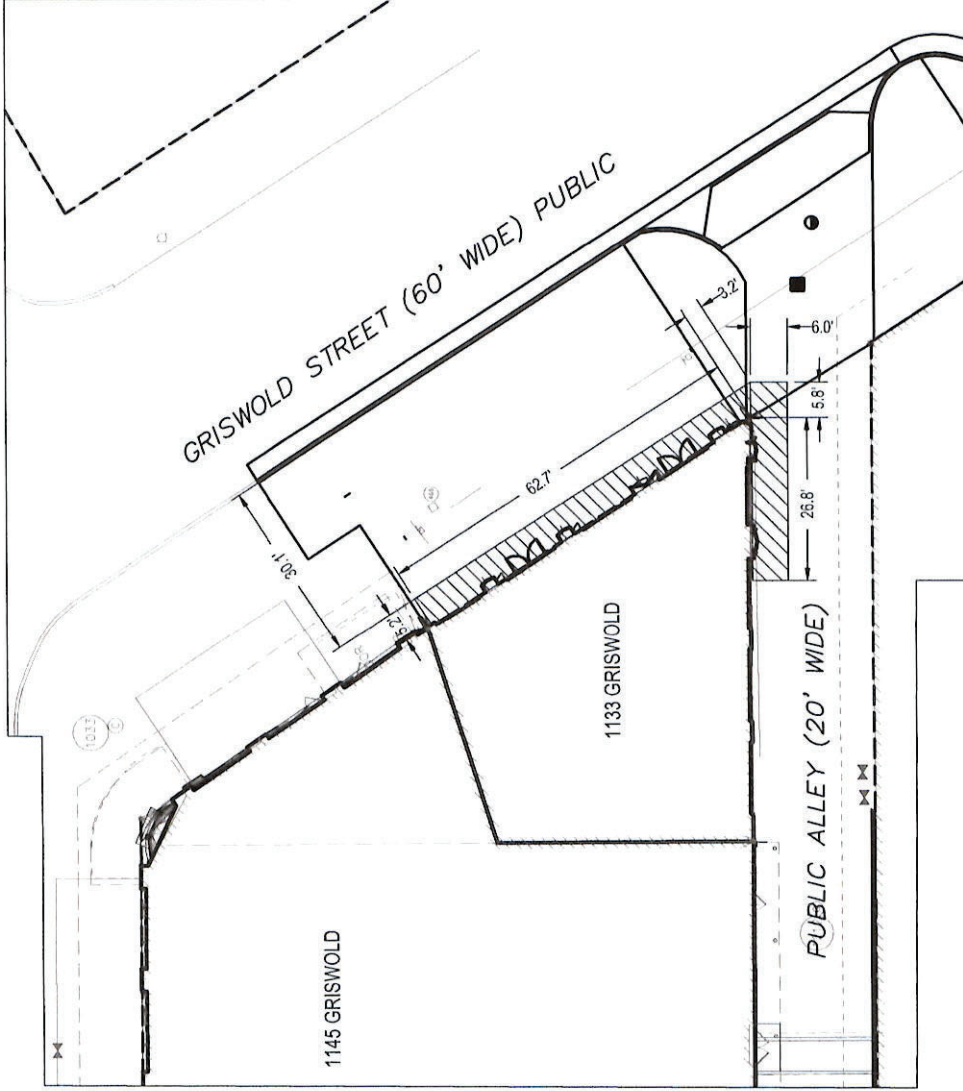 GRISWOLD STREET (60' WIDE) PUBLIC
3.2'
6.0'
5.8'
62.7'
26.8'
30.1'
5.2'
1033
1133 GRISWOLD
1145 GRISWOLD
PUBLIC ALLEY (20' WIDE)